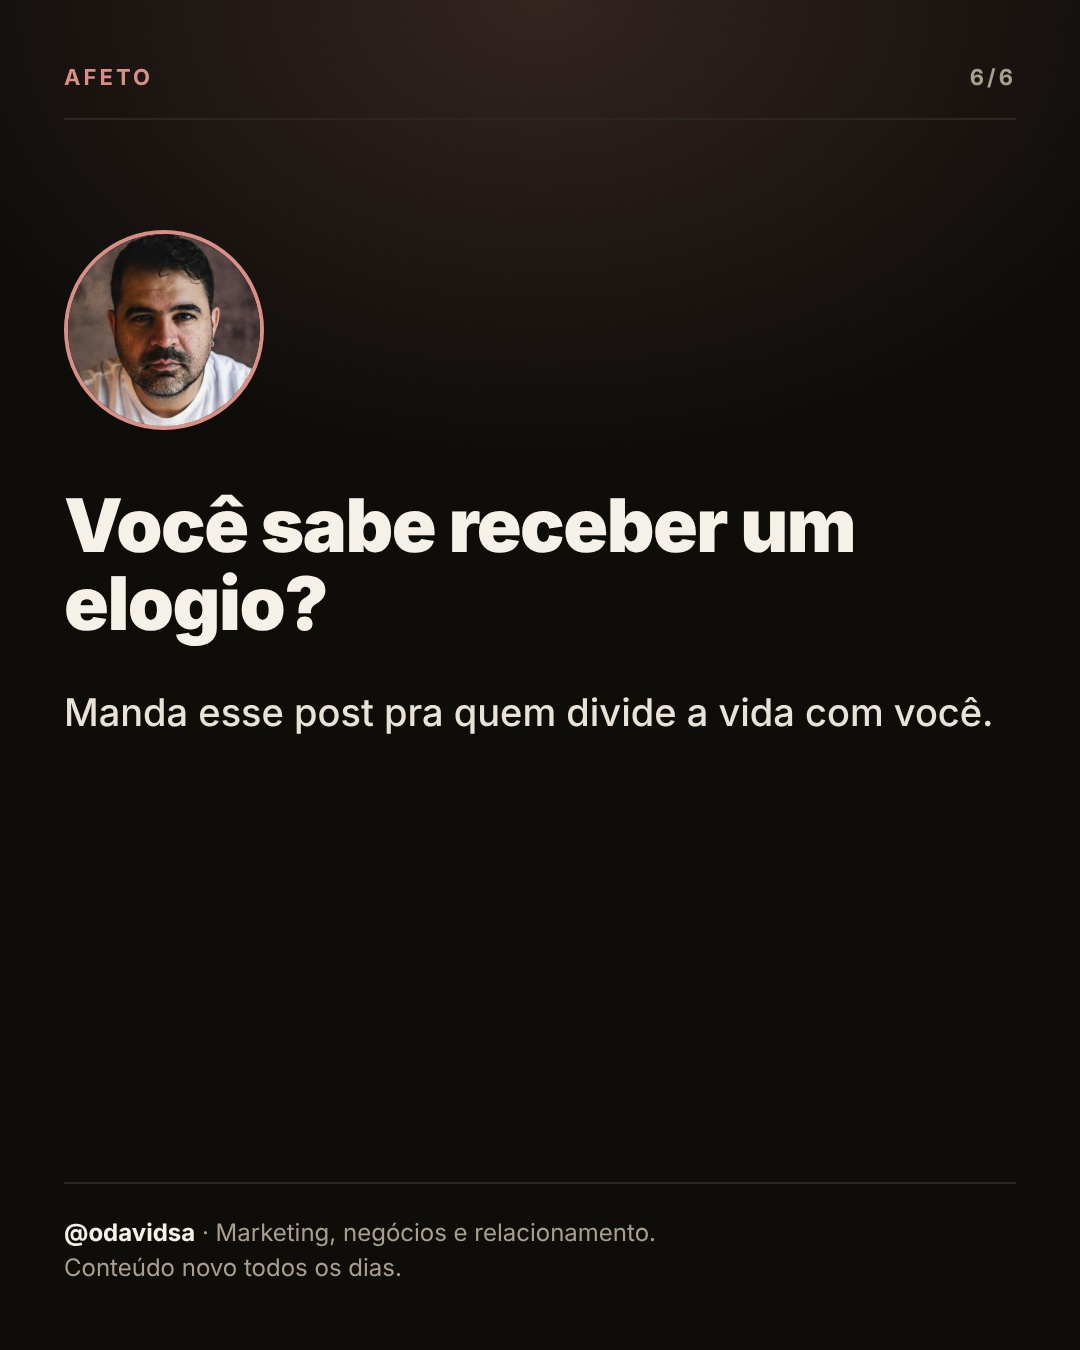 AFETO
6/6
Você sabe receber um
elogio?
Manda esse post pra quem divide a vida com você.
@odavidsa · Marketing, negócios e relacionamento.
Conteúdo novo todos os dias.